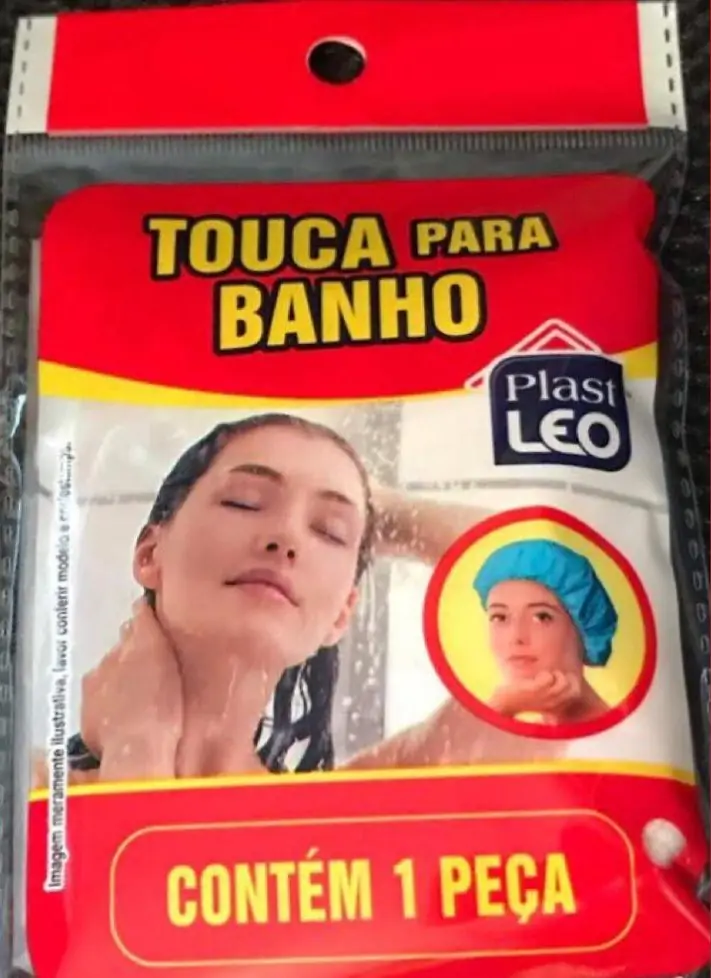 TOUCA PARA
BANHO
Plast
LEO
Imagem meramente ilustrativa, favor conferir modelo e
CONTÉM 1 PEÇA